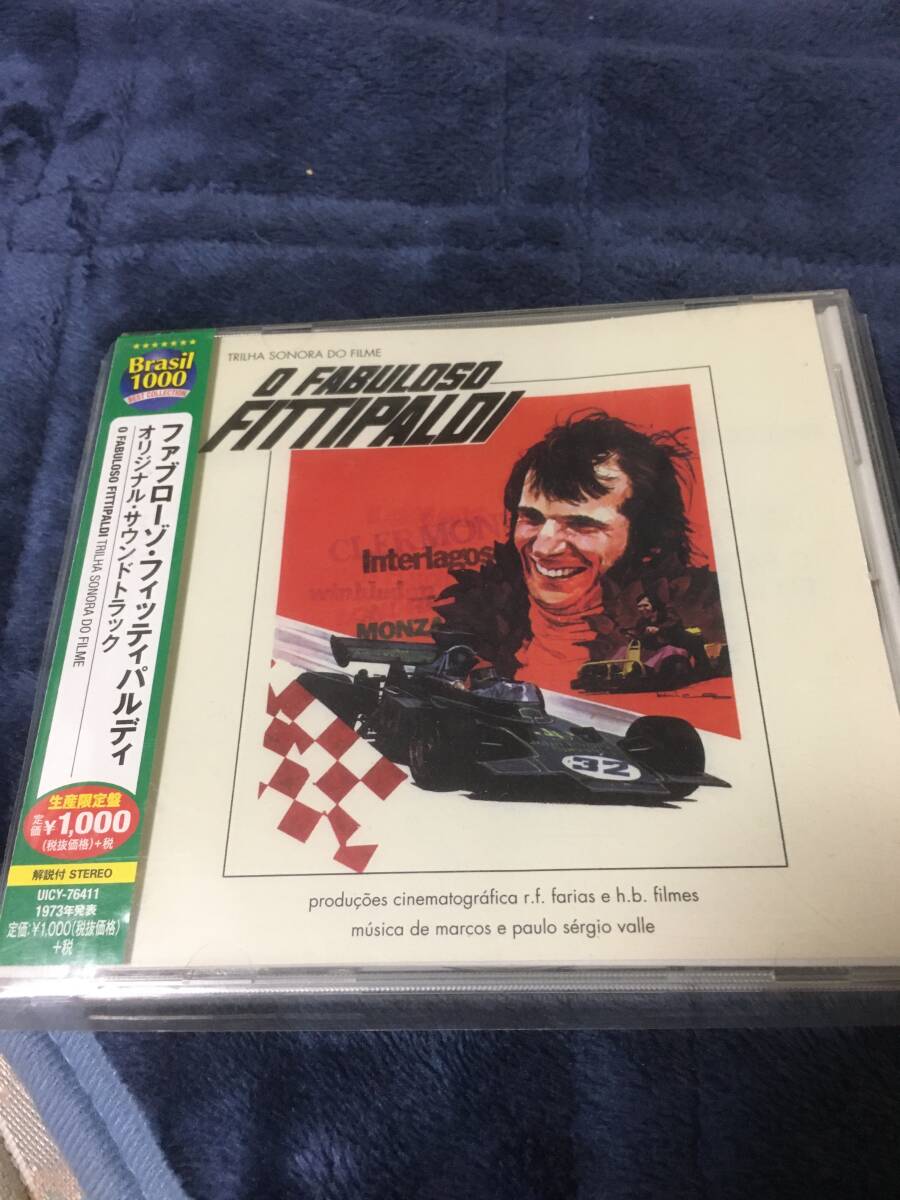 Brasil
1000
BEST COLLECTION
ファブローゾ・フィッティパルディ
オリジナル・サウンドトラック
O FABULOSO FITTIPALDI TRILHA SONORA DO FILME
生産限定盤
定価 ¥1,000
(税抜価格)+税
解説付 STEREO
UICY-76411
1973年発表
定価:¥1,000(税抜価格)
+税
TRILHA SONORA DO FILME
O FABULOSO
FITTIPALDI
CLERMON
Interlagos
MONZA
32
produções cinematográfica r.f. farias e h.b. filmes
música de marcos e paulo sérgio valle